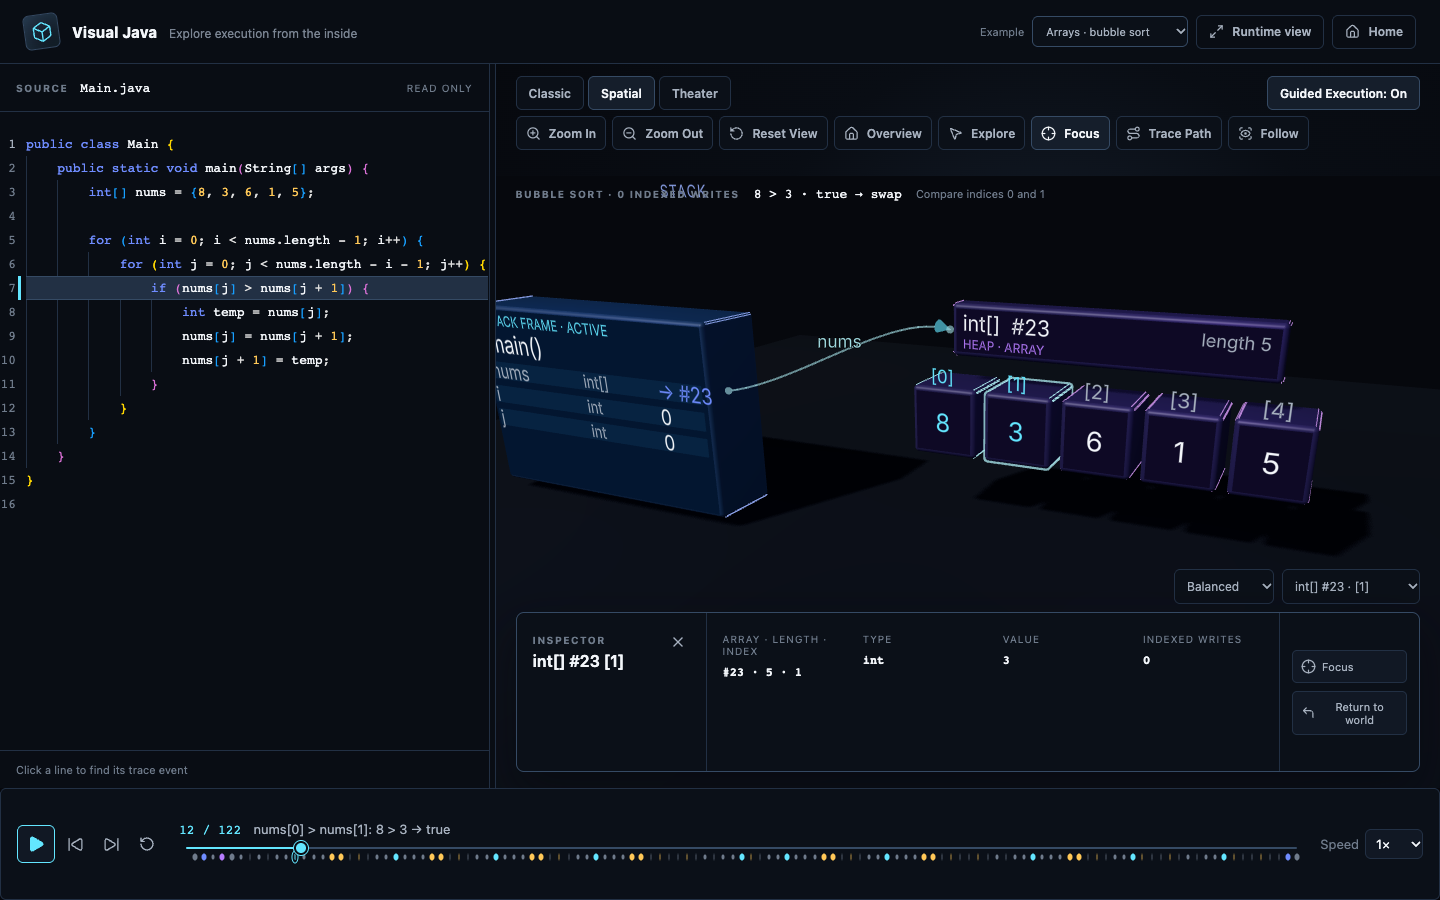 Visual Java Explore execution from the inside
Example Arrays · bubble sort Runtime view Home
SOURCE Main.java READ ONLY
1 public class Main {
2 public static void main(String[] args) {
3 int[] nums = {8, 3, 6, 1, 5};
4
5 for (int i = 0; i < nums.length - 1; i++) {
6 for (int j = 0; j < nums.length - i - 1; j++) {
7 if (nums[j] > nums[j + 1]) {
8 int temp = nums[j];
9 nums[j] = nums[j + 1];
10 nums[j + 1] = temp;
11 }
12 }
13 }
14 }
15 }
16
Click a line to find its trace event
Classic Spatial Theater Guided Execution: On
Zoom In Zoom Out Reset View Overview Explore Focus Trace Path Follow
STACK
BUBBLE SORT · 0 INDEXED WRITES 8 > 3 · true → swap Compare indices 0 and 1
ACK FRAME · ACTIVE
main()
nums int[] → #23
i int 0
j int 0
nums
int[] #23 length 5
HEAP · ARRAY
[0] [1] [2] [3] [4]
8 3 6 1 5
Balanced int[] #23 · [1]
INSPECTOR
int[] #23 [1]
ARRAY · LENGTH ·
INDEX
#23 · 5 · 1
TYPE
int
VALUE
3
INDEXED WRITES
0
Focus
Return to
world
12 / 122 nums[0] > nums[1]: 8 > 3 → true
Speed 1×